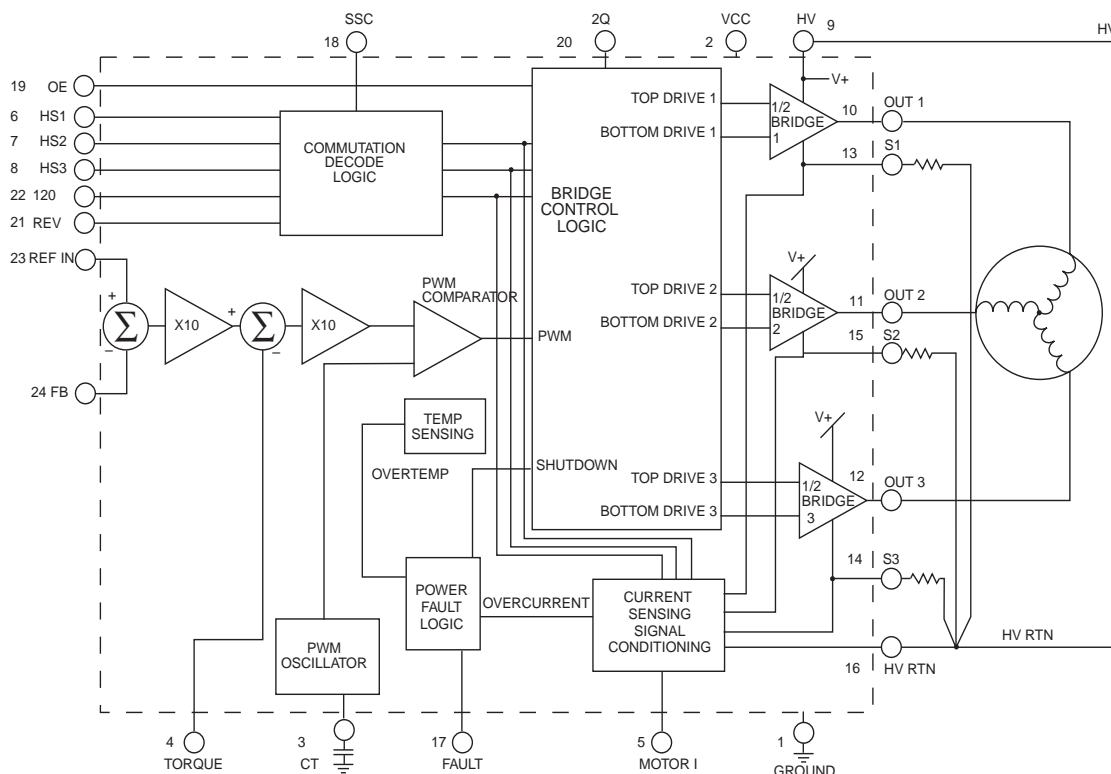 SSC
18
2Q
20
VCC
2
HV
9
HV
19 OE
6 HS1
7 HS2
8 HS3
22 120
21 REV
23 REF IN
24 FB
COMMUTATION
DECODE
LOGIC
BRIDGE
CONTROL
LOGIC
TOP DRIVE 1
BOTTOM DRIVE 1
V+
1/2
BRIDGE
1
10
OUT 1
13
S1
+
Σ
–
X10
+
Σ
–
X10
PWM
COMPARATOR
PWM
TOP DRIVE 2
BOTTOM DRIVE 2
V+
1/2
BRIDGE
2
11
OUT 2
15
S2
TEMP
SENSING
OVERTEMP
SHUTDOWN
TOP DRIVE 3
BOTTOM DRIVE 3
V+
1/2
BRIDGE
3
12
OUT 3
14
S3
POWER
FAULT
LOGIC
OVERCURRENT
CURRENT
SENSING
SIGNAL
CONDITIONING
PWM
OSCILLATOR
HV RTN
16
HV RTN
4
TORQUE
3
CT
17
FAULT
5
MOTOR I
1
GROUND